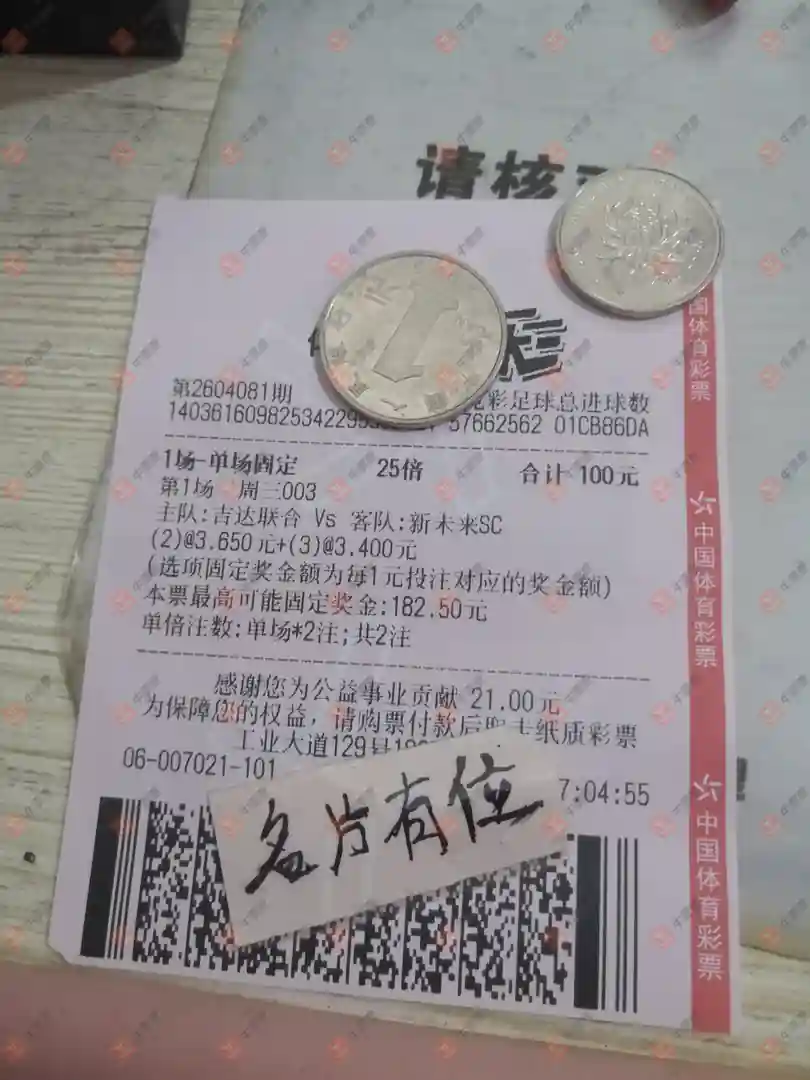 请核
第2604081期
竞彩足球总进球数
57662562 01CB86DA
1场-单场固定 25倍 合计 100元
第1场 周三003
主队:吉达联合 Vs 客队:新未来SC
(2)@3.650元+(3)@3.400元
(选项固定奖金额为每1元投注对应的奖金额)
本票最高可能固定奖金:182.50元
单倍注数:单场*2注;共2注
感谢您为公益事业贡献 21.00元
为保障您的权益，请购票付款后取走纸质彩票
工业大道129号
06-007021-101
7:04:55
名片有位
国体育彩票
中国体育彩票
中国体育彩票